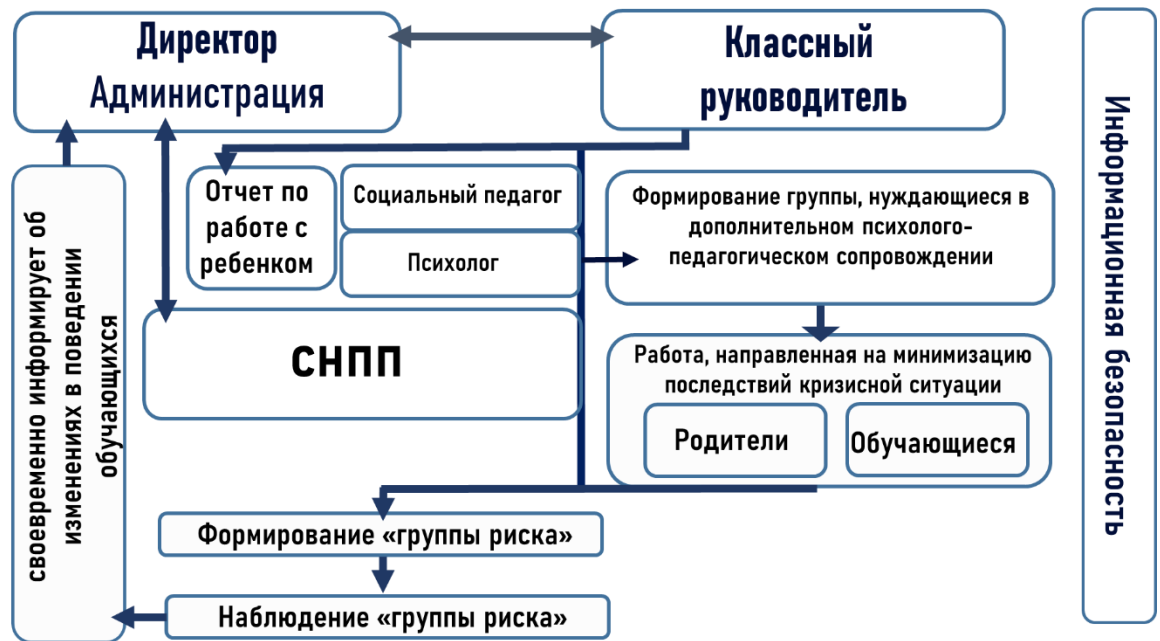 Директор
Администрация
Классный
руководитель
Отчет по
работе с
ребенком
Социальный педагог
Психолог
Формирование группы, нуждающиеся в
дополнительном психолого-
педагогическом сопровождении
СНПП
Работа, направленная на минимизацию
последствий кризисной ситуации
Родители
Обучающиеся
Формирование «группы риска»
Наблюдение «группы риска»
своевременно информирует об
изменениях в поведении
обучающихся
Информационная безопасность